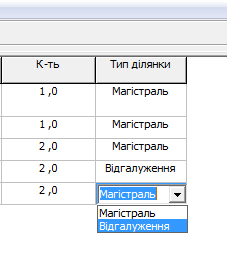 К-ть Тип ділянки
1 ,0 Магістраль
1 ,0 Магістраль
2 ,0 Магістраль
2 ,0 Відгалуження
2 ,0 Магістраль
Магістраль
Відгалуження